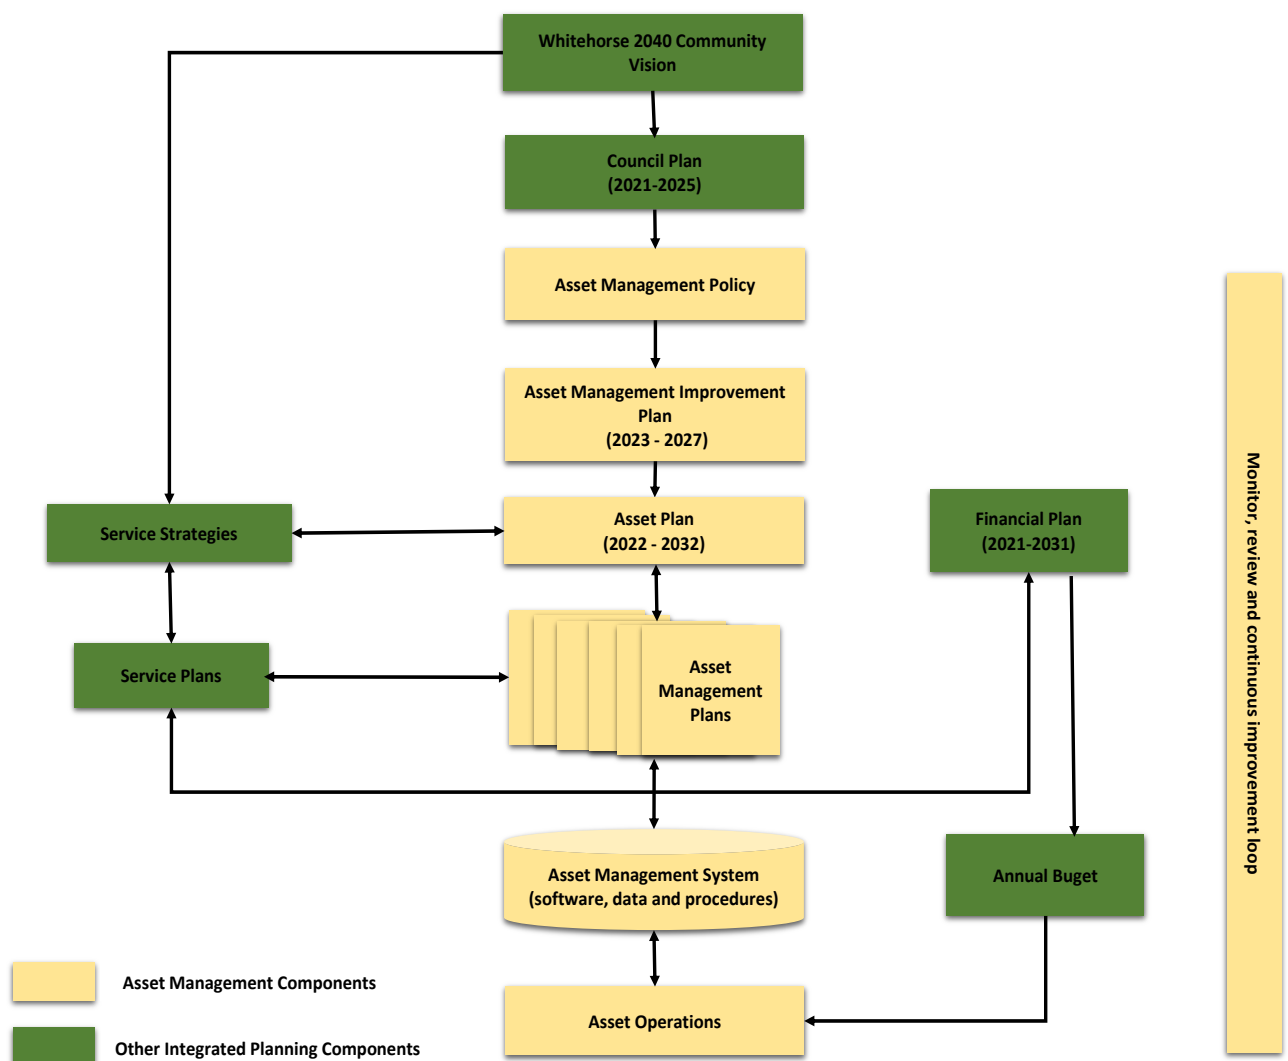 Whitehorse 2040 Community
Vision
Council Plan
(2021-2025)
Asset Management Policy
Asset Management Improvement
Plan
(2023 - 2027)
Service Strategies
Asset Plan
(2022 - 2032)
Financial Plan
(2021-2031)
Service Plans
Asset
Management
Plans
Asset Management System
(software, data and procedures)
Annual Buget
Asset Operations
Monitor, review and continuous improvement loop
Asset Management Components
Other Integrated Planning Components